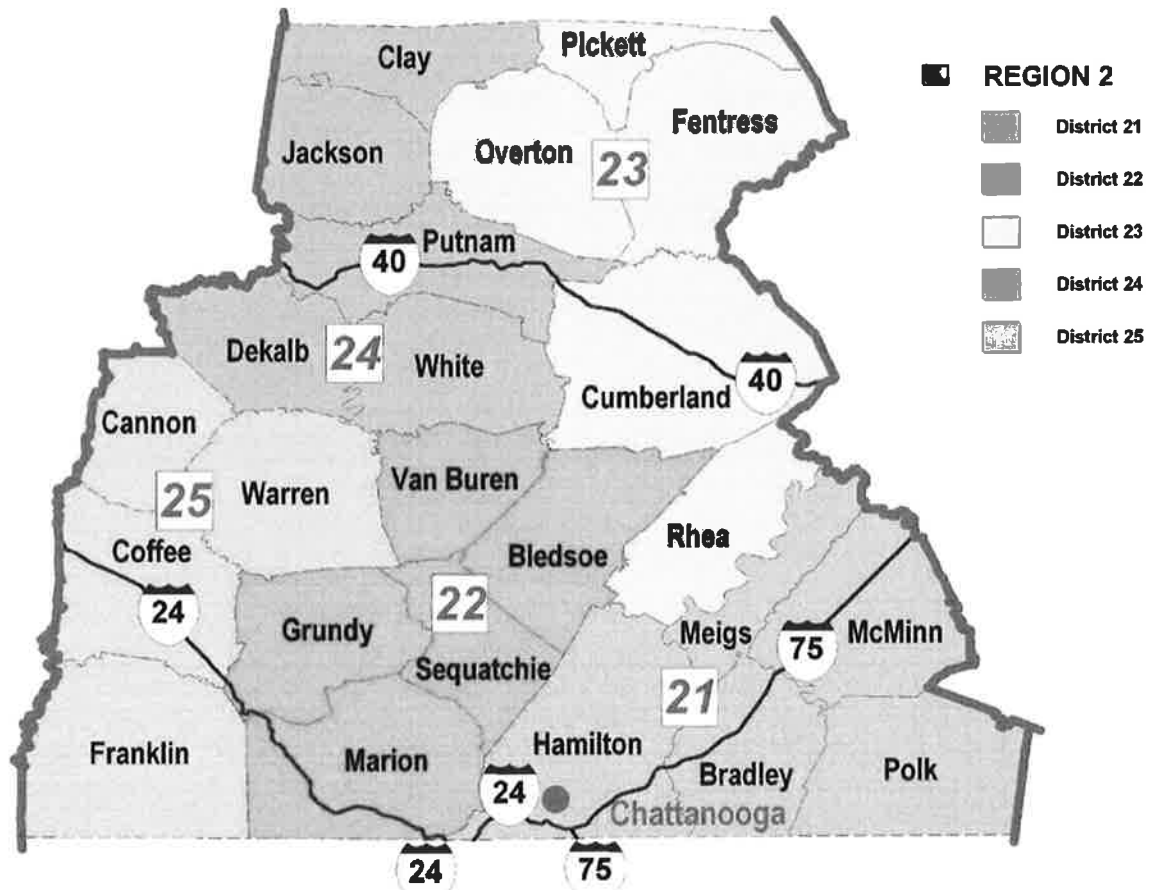 Clay
Pickett
REGION 2
District 21
District 22
District 23
District 24
District 25
Jackson
Overton
Fentress
23
Putnam
40
Dekalb
24
White
40
Cumberland
Cannon
25
Warren
Van Buren
Rhea
Coffee
Bledsoe
24
22
Grundy
Meigs
McMinn
75
Sequatchie
21
Franklin
Marion
Hamilton
24
Bradley
Polk
Chattanooga
24
75